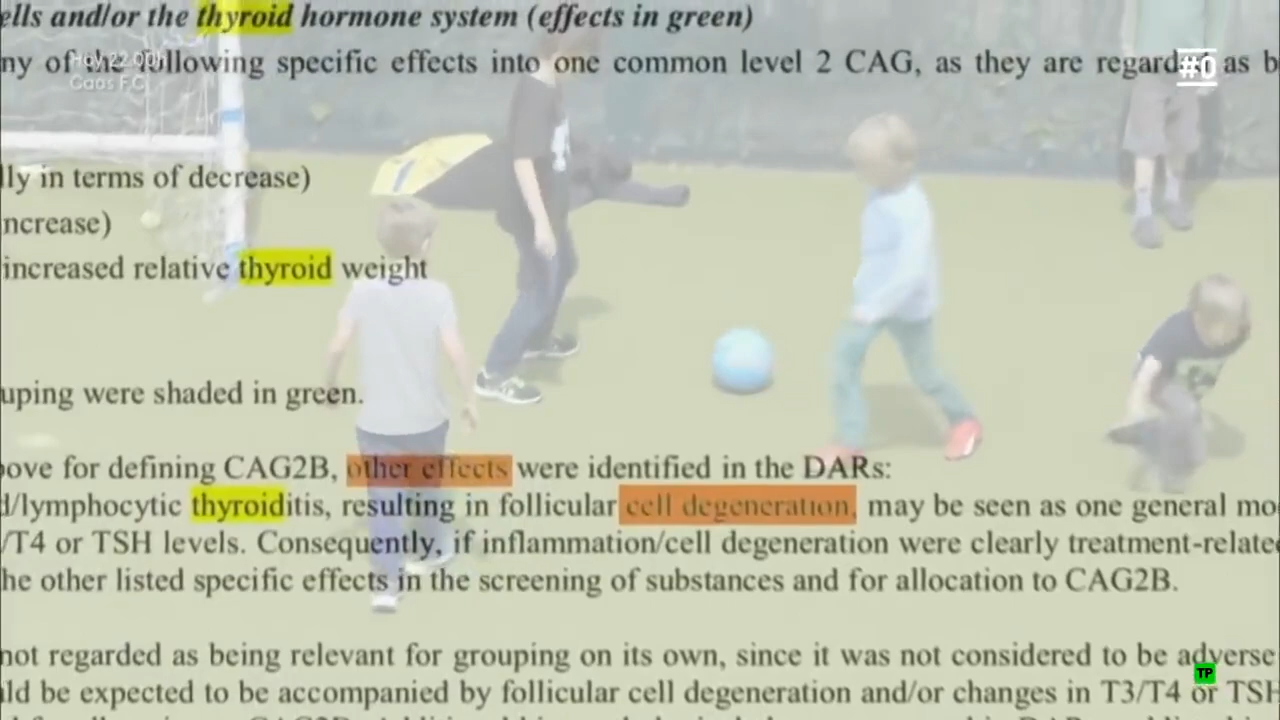 ells and/or the thyroid hormone system (effects in green)
ny of the following specific effects into one common level 2 CAG, as they are regarded as b
Hoy 22.00h
Caos F.C.
#0
lly in terms of decrease)
ncrease)
increased relative thyroid weight
uping were shaded in green.
bove for defining CAG2B, other effects were identified in the DARs:
d/lymphocytic thyroiditis, resulting in follicular cell degeneration, may be seen as one general mo
/T4 or TSH levels. Consequently, if inflammation/cell degeneration were clearly treatment-relate
he other listed specific effects in the screening of substances and for allocation to CAG2B.
not regarded as being relevant for grouping on its own, since it was not considered to be adverse
ld be expected to be accompanied by follicular cell degeneration and/or changes in T3/T4 or TSH
TP